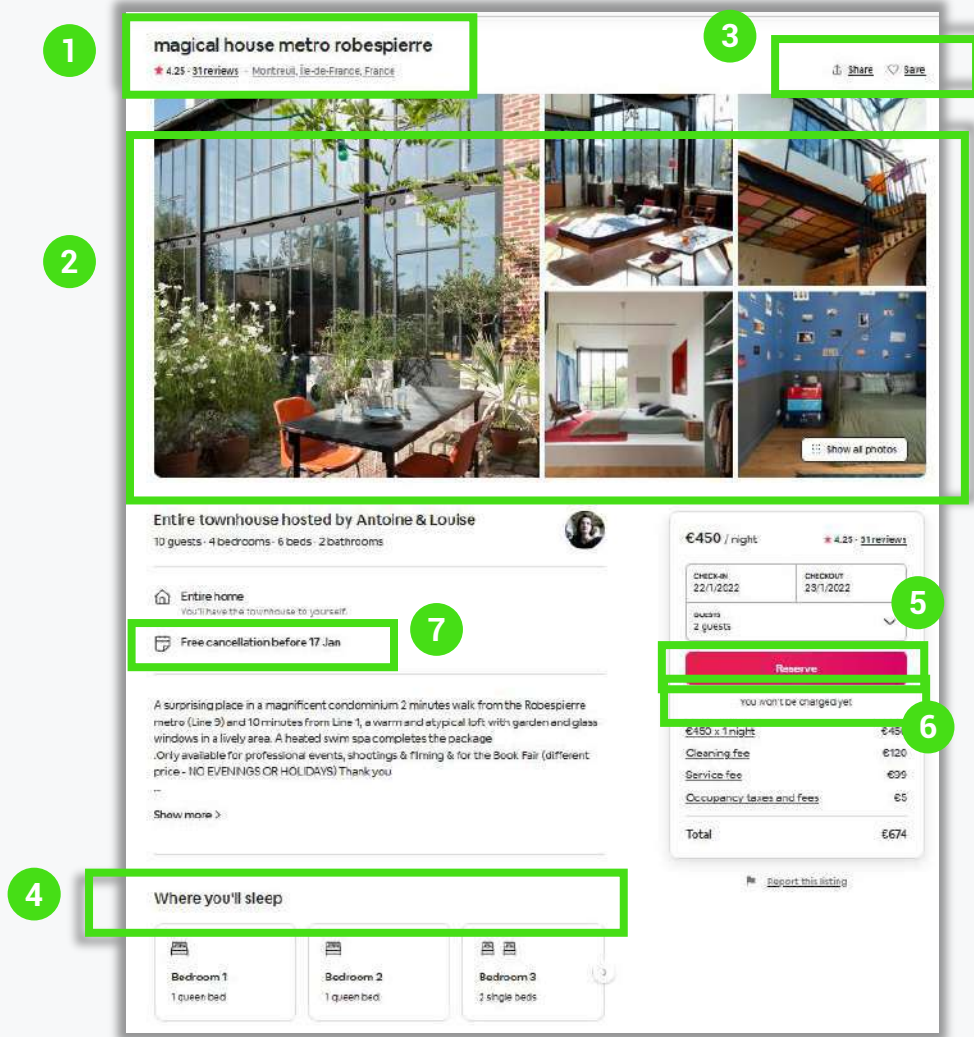 1
magical house metro robespierre
3
★ 4.25 · 31 reviews · Montreuil, Île-de-France, France
Share Save
2
Show all photos
Entire townhouse hosted by Antoine & Louise
10 guests · 4 bedrooms · 6 beds · 2 bathrooms
Entire home
You'll have the townhouse to yourself.
Free cancellation before 17 Jan
7
A surprising place in a magnificent condominium 2 minutes walk from the Robespierre
metro (Line 9) and 10 minutes from Line 1, a warm and atypical loft with garden and glass
windows in a lively area. A heated swim spa completes the package
.Only available for professional events, shootings & filming & for the Book Fair (different
price - NO EVENINGS OR HOLIDAYS) Thank you
...
Show more >
€450 / night ★ 4.25 · 31 reviews
CHECK-IN CHECKOUT
22/1/2022 23/1/2022
5
GUESTS
2 guests
Reserve
You won't be charged yet
6
€450 x 1 night €450
Cleaning fee €120
Service fee €99
Occupancy taxes and fees €5
Total €674
Report this listing
4
Where you'll sleep
Bedroom 1 Bedroom 2 Bedroom 3
1 queen bed 1 queen bed 2 single beds